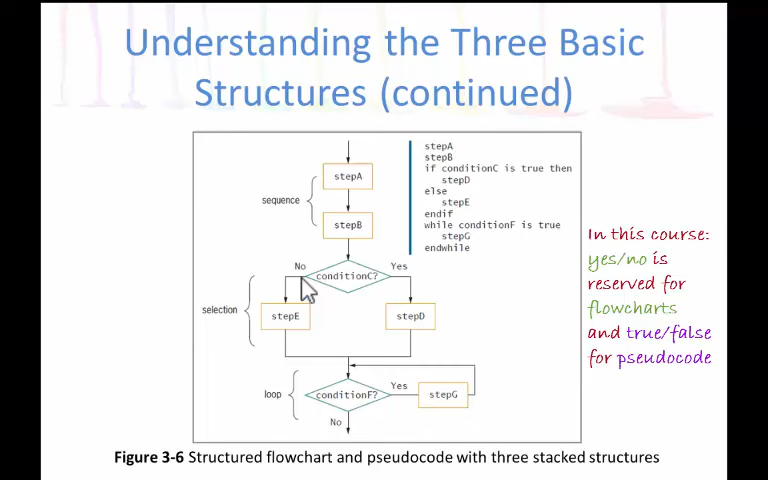 Understanding the Three Basic
Structures (continued)
stepA
stepB
if conditionC is true then
stepD
else
stepE
endif
while conditionF is true
stepG
endwhile
stepA
sequence
stepB
No
Yes
conditionC?
selection
stepE
stepD
loop
conditionF?
Yes
stepG
No
In this course:
yes/no is
reserved for
flowcharts
and true/false
for pseudocode
Figure 3-6 Structured flowchart and pseudocode with three stacked structures